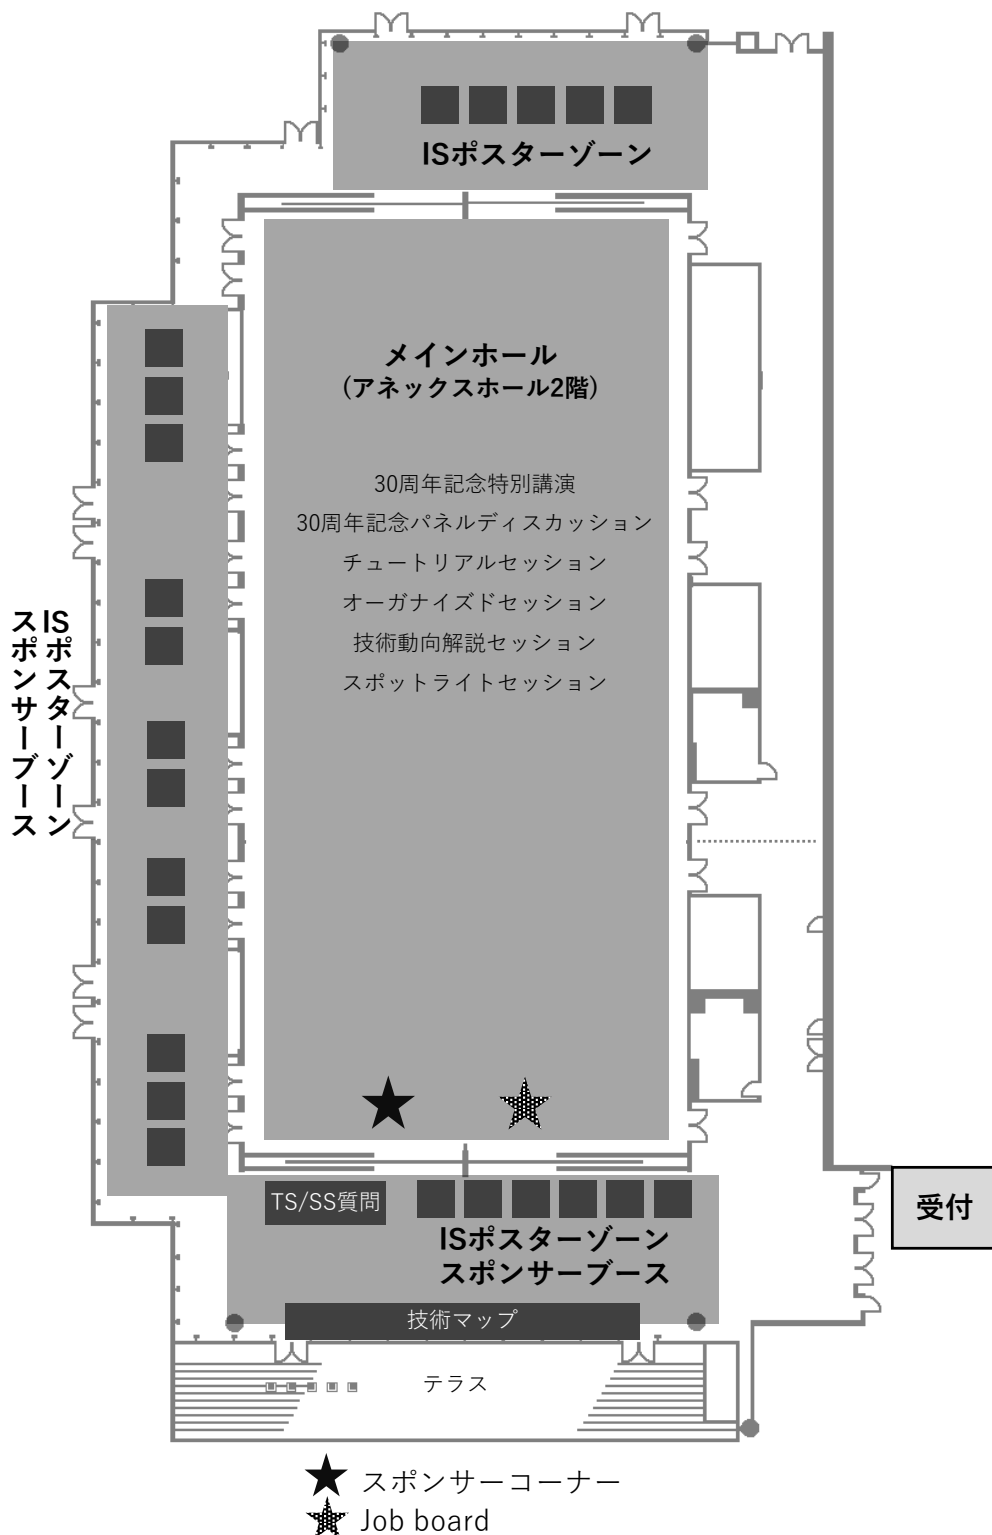 ISポスターゾーン
メインホール
(アネックスホール2階)
30周年記念特別講演
30周年記念パネルディスカッション
チュートリアルセッション
オーガナイズドセッション
技術動向解説セッション
スポットライトセッション
ISポスターゾーン
スポンサーブース
TS/SS質問
ISポスターゾーン
スポンサーブース
受付
技術マップ
テラス
スポンサーコーナー
Job board